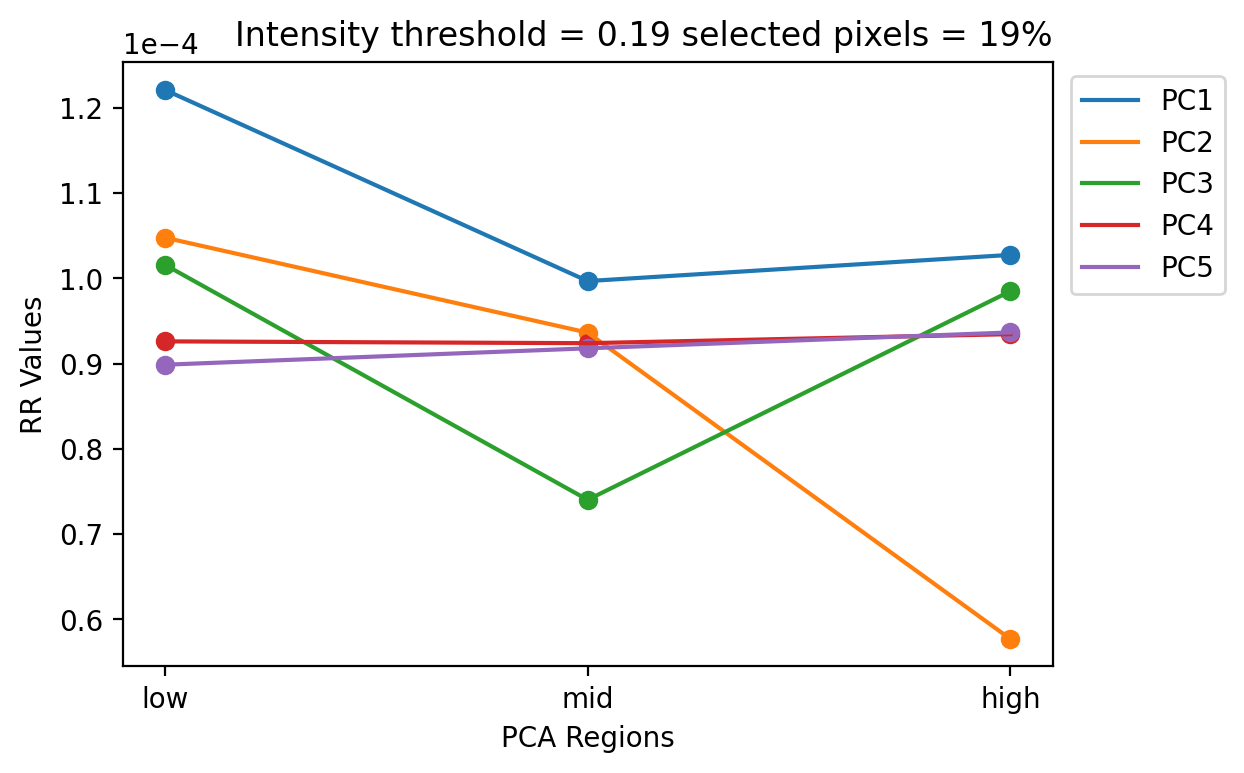 Intensity threshold = 0.19 selected pixels = 19%
1e−4
1.2
1.1
1.0
0.9
0.8
0.7
0.6
RR Values
low
mid
high
PCA Regions
PC1
PC2
PC3
PC4
PC5